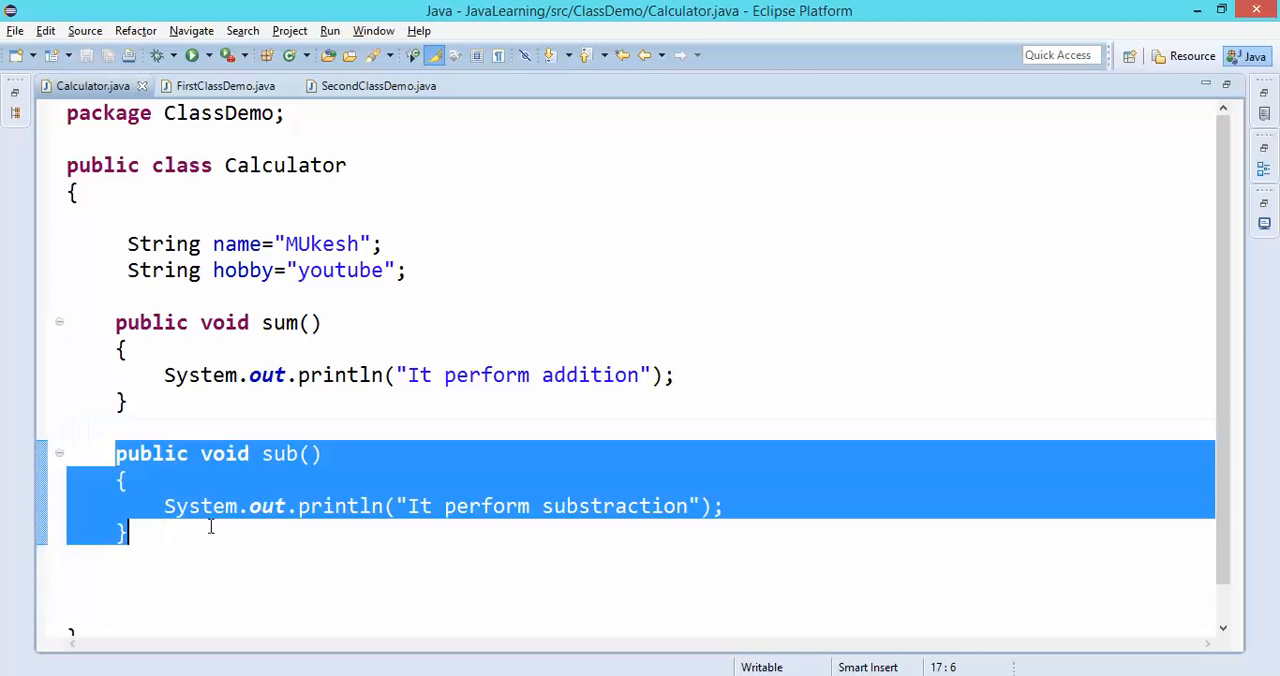 Java - JavaLearning/src/ClassDemo/Calculator.java - Eclipse Platform
File Edit Source Refactor Navigate Search Project Run Window Help
Quick Access Resource Java
Calculator.java FirstClassDemo.java SecondClassDemo.java
package ClassDemo;
public class Calculator
{
String name="MUkesh";
String hobby="youtube";
public void sum()
{
System.out.println("It perform addition");
}
public void sub()
{
System.out.println("It perform substraction");
}
}
Writable Smart Insert 17 : 6